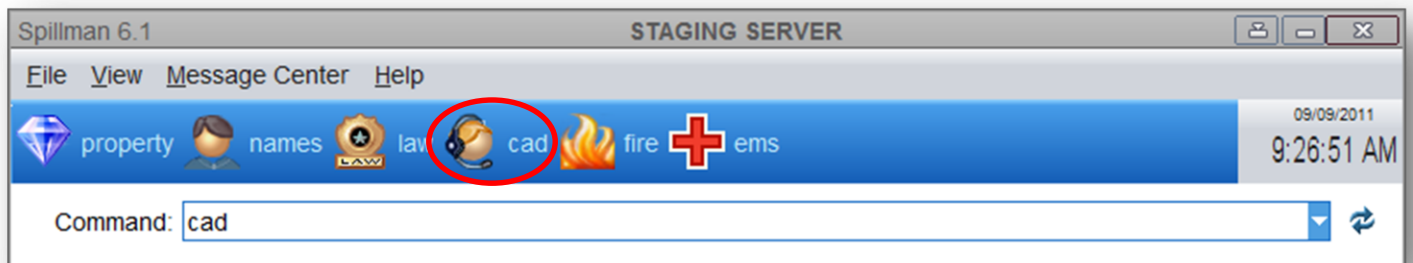 Spillman 6.1 STAGING SERVER
File View Message Center Help
property names LAW law cad fire ems
09/09/2011
9:26:51 AM
Command: cad